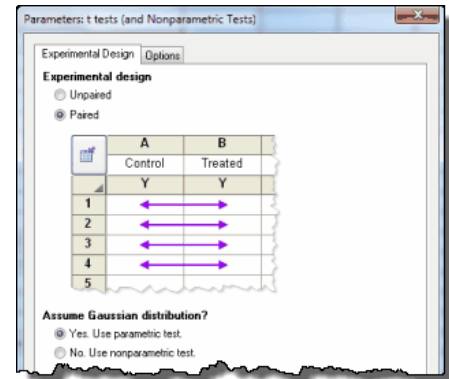 Parameters: t tests (and Nonparametric Tests)
Experimental Design Options
Experimental design
Unpaired
Paired
A B
Control Treated
Y Y
1
2
3
4
5
Assume Gaussian distribution?
Yes. Use parametric test.
No. Use nonparametric test.